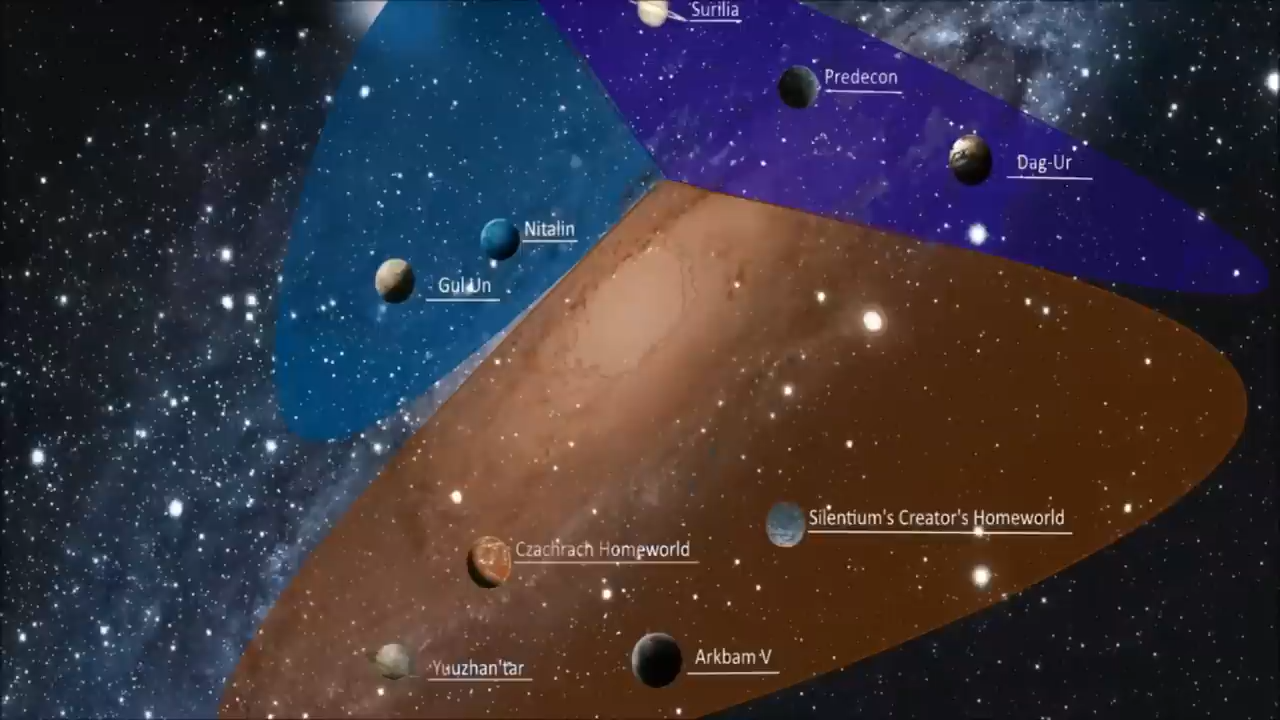 Surilia
Predecon
Dag-Ur
Nitalin
Gul Un
Silentium's Creator's Homeworld
Czachrach Homeworld
Yuuzhan'tar
Arkbam V